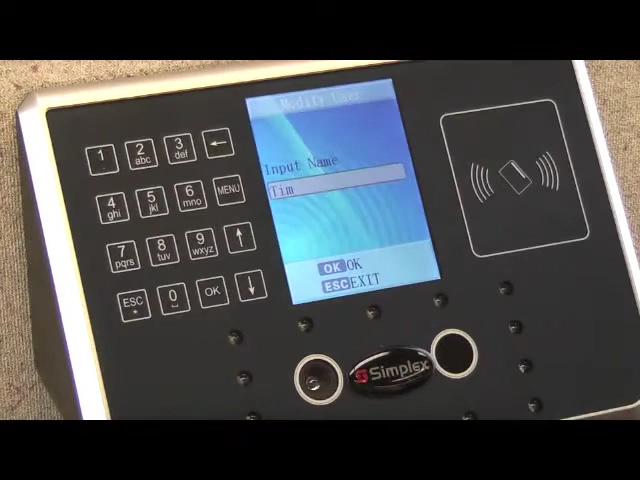 Modify User
Input Name
Tim
OK OK
ESC EXIT
1 2 abc 3 def ←
4 ghi 5 jkl 6 mno MENU
7 pqrs 8 tuv 9 wxyz ↑
ESC * 0 OK ↓
Simplex